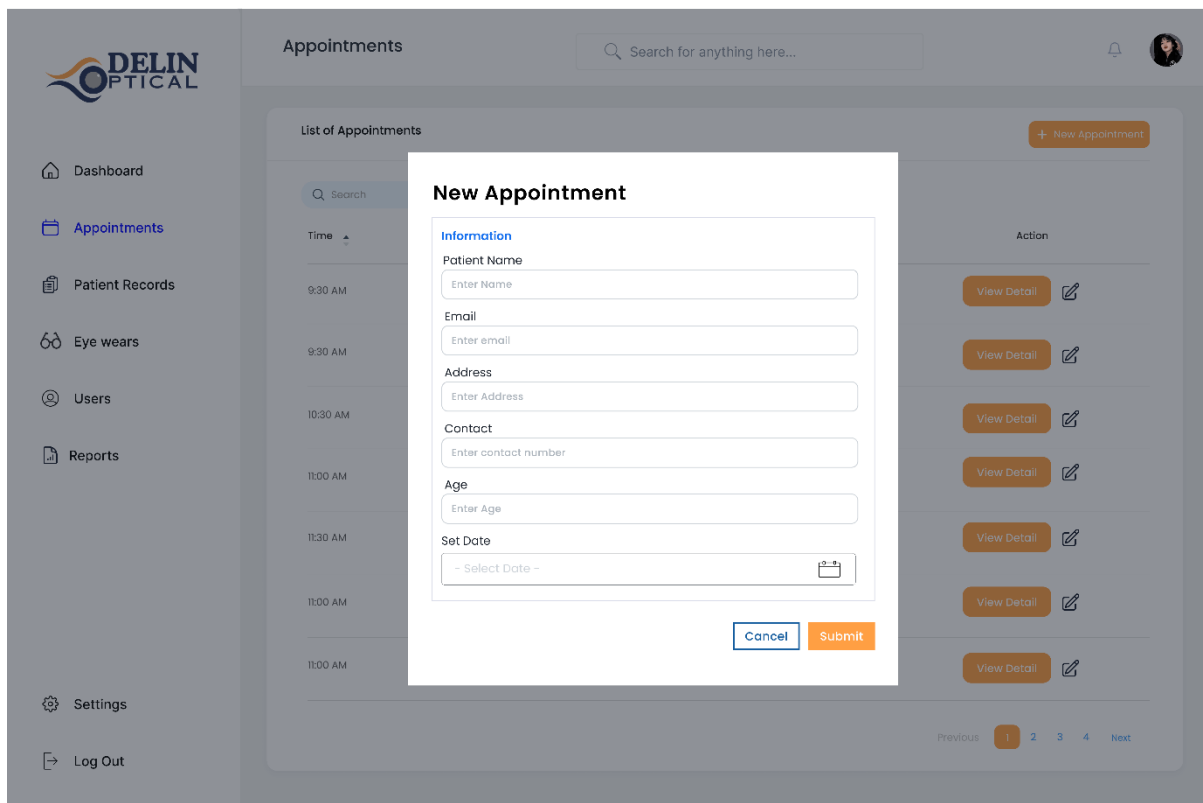 DELIN
OPTICAL
Appointments
Search for anything here...
Dashboard
Appointments
Patient Records
Eye wears
Users
Reports
Settings
Log Out
List of Appointments
+ New Appointment
Search
Time
Action
9:30 AM
View Detail
9:30 AM
View Detail
10:30 AM
View Detail
11:00 AM
View Detail
11:30 AM
View Detail
11:00 AM
View Detail
11:00 AM
View Detail
Previous 1 2 3 4 Next
New Appointment
Information
Patient Name
Enter Name
Email
Enter email
Address
Enter Address
Contact
Enter contact number
Age
Enter Age
Set Date
- Select Date -
Cancel Submit